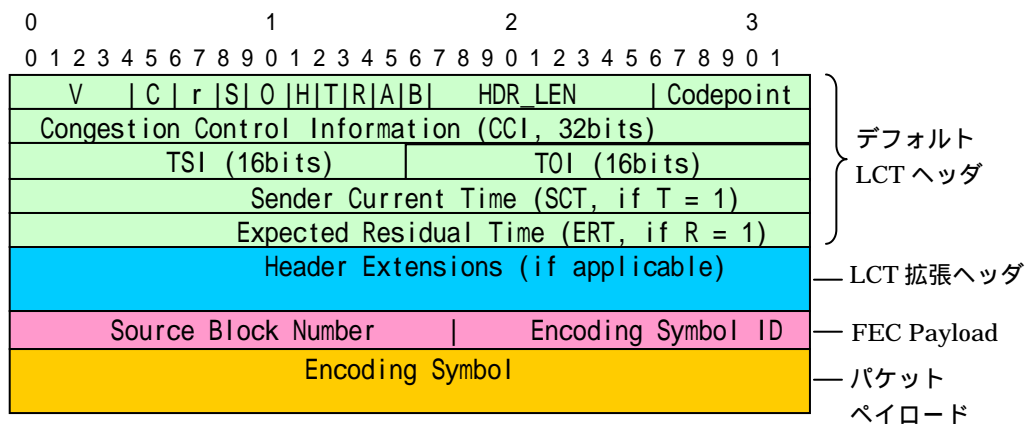 0 1 2 3
0 1 2 3 4 5 6 7 8 9 0 1 2 3 4 5 6 7 8 9 0 1 2 3 4 5 6 7 8 9 0 1
V | C | r |S| O |H|T|R|A|B| HDR_LEN | Codepoint
Congestion Control Information (CCI, 32bits)
TSI (16bits) TOI (16bits)
Sender Current Time (SCT, if T = 1)
Expected Residual Time (ERT, if R = 1)
デフォルト
LCT ヘッダ
Header Extensions (if applicable)
LCT 拡張ヘッダ
Source Block Number | Encoding Symbol ID
FEC Payload
Encoding Symbol
パケット
ペイロード